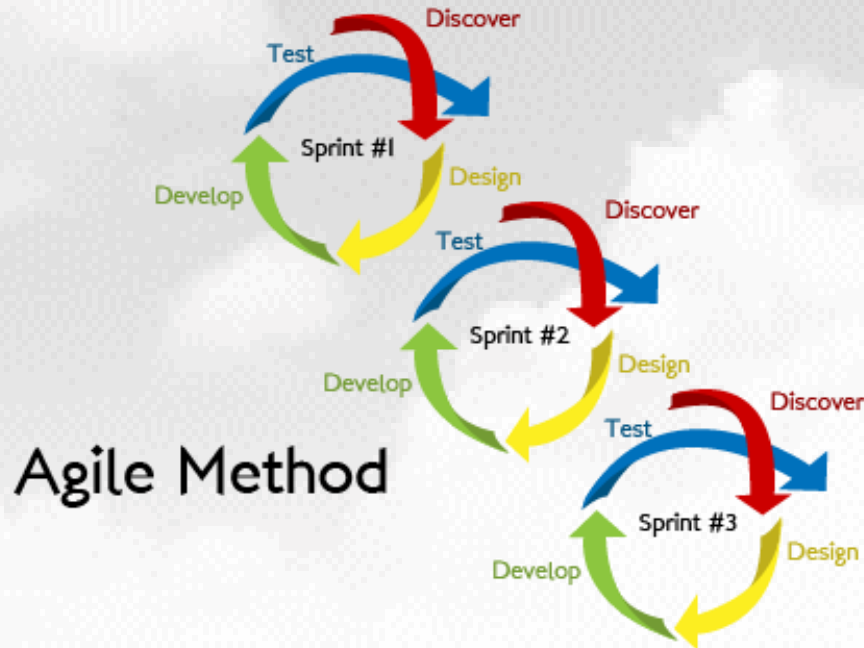 Discover
Test
Sprint #1
Design
Develop
Discover
Test
Sprint #2
Design
Develop
Discover
Test
Agile Method
Sprint #3
Design
Develop